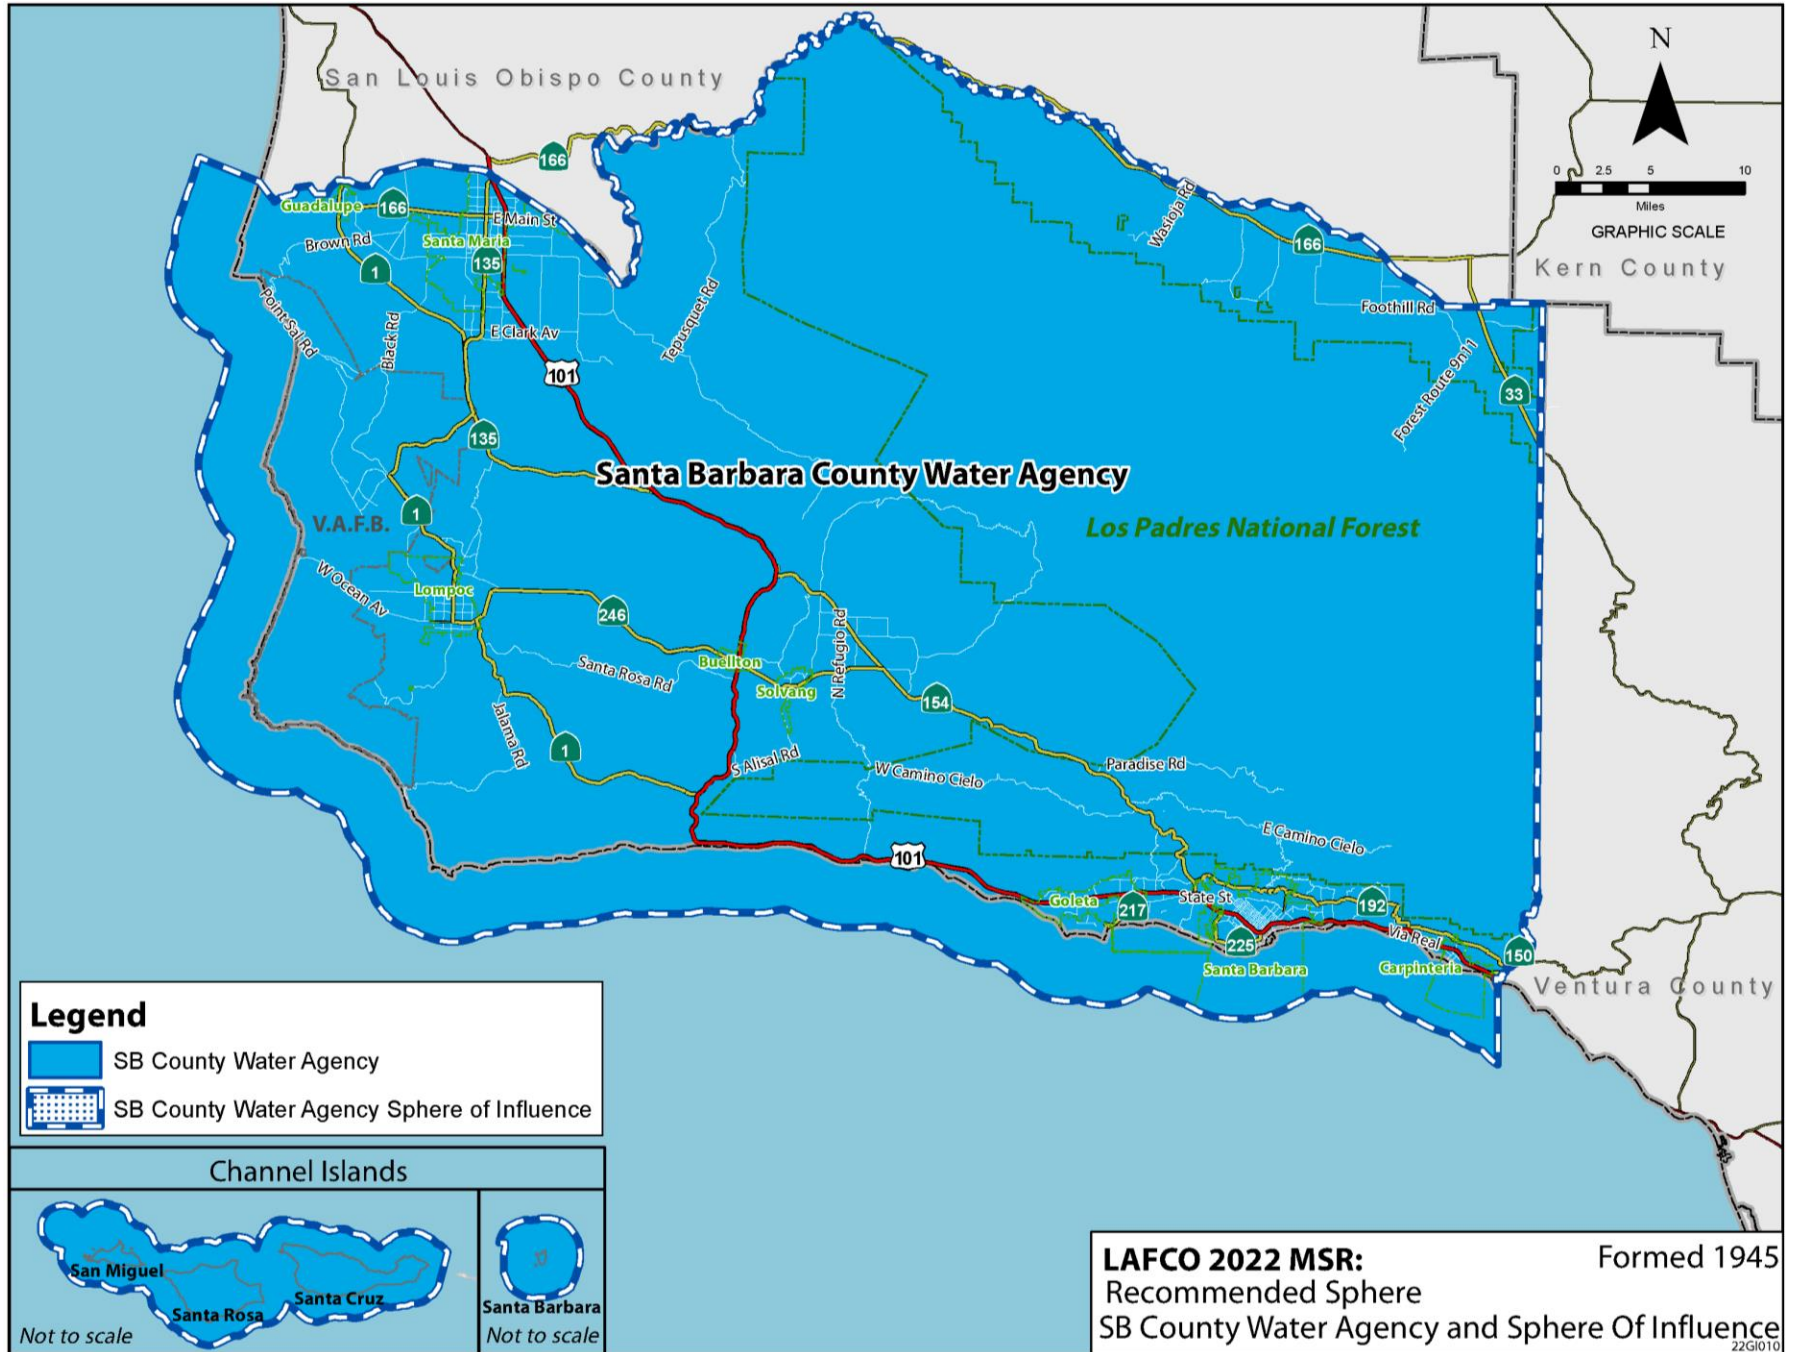 San Louis Obispo County
N
166
0 2.5 5 10
Miles
GRAPHIC SCALE
Kern County
Guadalupe
166
E Main St
Wasioja Rd
166
Brown Rd
Santa Maria
135
1
Point Sal Rd
Black Rd
E Clark Av
Tepusquet Rd
Foothill Rd
101
Forest Route 9n11
33
135
Santa Barbara County Water Agency
1
V.A.F.B.
Los Padres National Forest
W Ocean Av
Lompoc
246
N Refugio Rd
Buellton
Santa Rosa Rd
Solvang
154
Jalama Rd
1
S Alisal Rd
W Camino Cielo
Paradise Rd
E Camino Cielo
101
Goleta
217
State St
192
225
Via Real
150
Santa Barbara
Carpinteria
Ventura County
Legend
SB County Water Agency
SB County Water Agency Sphere of Influence
Channel Islands
San Miguel
Santa Rosa
Santa Cruz
Not to scale
Santa Barbara
Not to scale
LAFCO 2022 MSR:
Formed 1945
Recommended Sphere
SB County Water Agency and Sphere Of Influence
22GI010